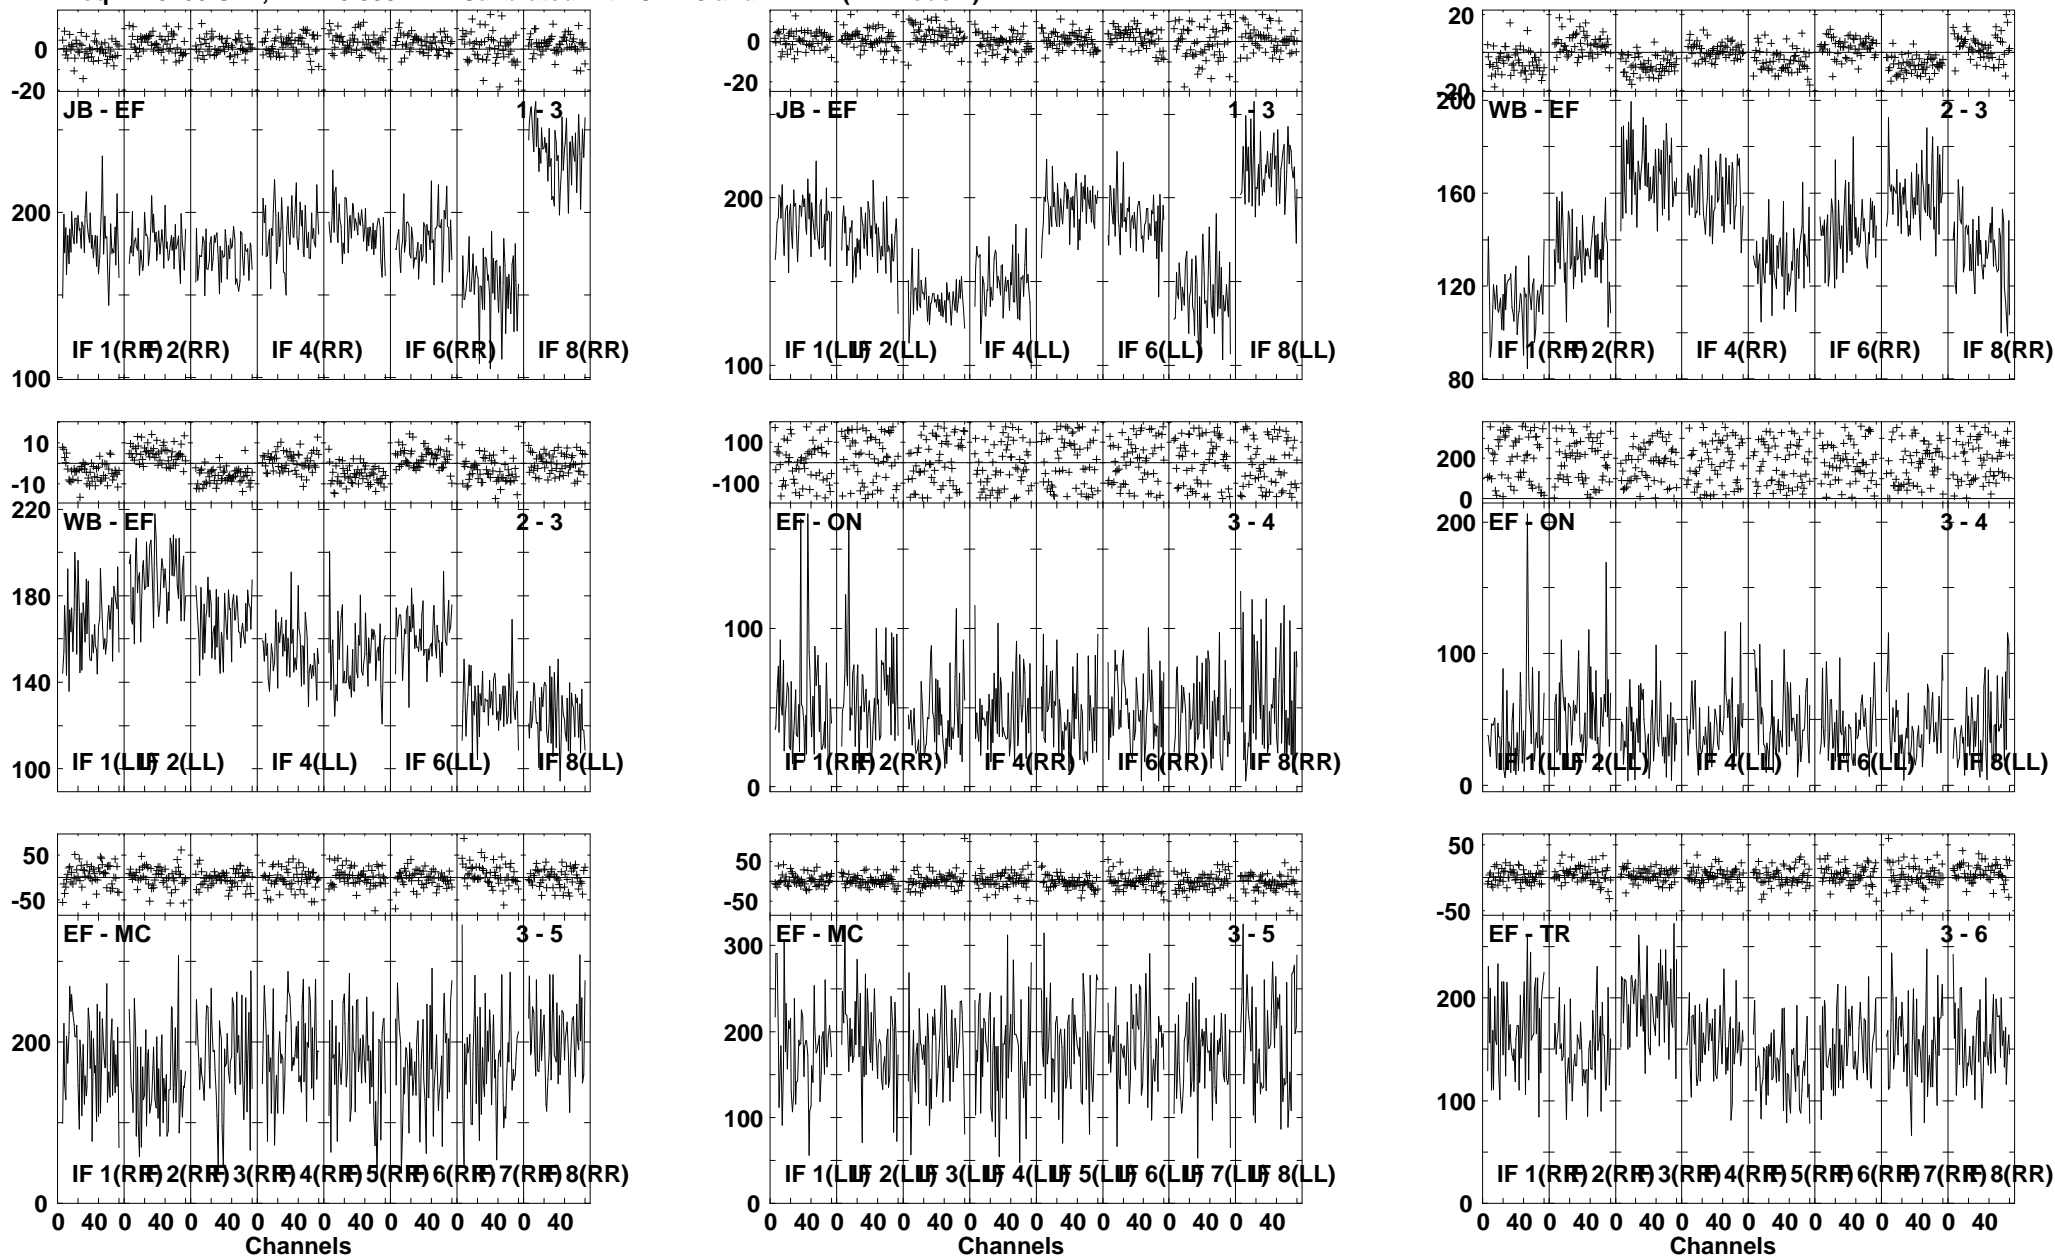 0
-20
JB - EF 1 - 3
200
100
IF 1(RR) IF 2(RR) IF 4(RR) IF 6(RR) IF 8(RR)
0
-20
JB - EF 1 - 3
200
100
IF 1(LL) IF 2(LL) IF 4(LL) IF 6(LL) IF 8(LL)
20
-20
200
WB - EF 2 - 3
160
120
80
IF 1(RR) IF 2(RR) IF 4(RR) IF 6(RR) IF 8(RR)
10
-10
220
WB - EF 2 - 3
180
140
100
IF 1(LL) IF 2(LL) IF 4(LL) IF 6(LL) IF 8(LL)
100
-100
EF - ON 3 - 4
100
0
IF 1(RR) IF 2(RR) IF 4(RR) IF 6(RR) IF 8(RR)
200
0
200
EF - ON 3 - 4
100
0
IF 1(LL) IF 2(LL) IF 4(LL) IF 6(LL) IF 8(LL)
50
-50
EF - MC 3 - 5
200
0
IF 1(RR) IF 2(RR) IF 3(RR) IF 4(RR) IF 5(RR) IF 6(RR) IF 7(RR) IF 8(RR)
0 40 0 40 0 40 0 40 0 40 0 40 0 40 0 40
Channels
50
-50
EF - MC 3 - 5
300
200
100
0
IF 1(LL) IF 2(LL) IF 3(LL) IF 4(LL) IF 5(LL) IF 6(LL) IF 7(LL) IF 8(LL)
0 40 0 40 0 40 0 40 0 40 0 40 0 40 0 40
Channels
50
-50
EF - TR 3 - 6
200
100
0
IF 1(RR) IF 2(RR) IF 3(RR) IF 4(RR) IF 5(RR) IF 6(RR) IF 7(RR) IF 8(RR)
0 40 0 40 0 40 0 40 0 40 0 40 0 40 0 40
Channels